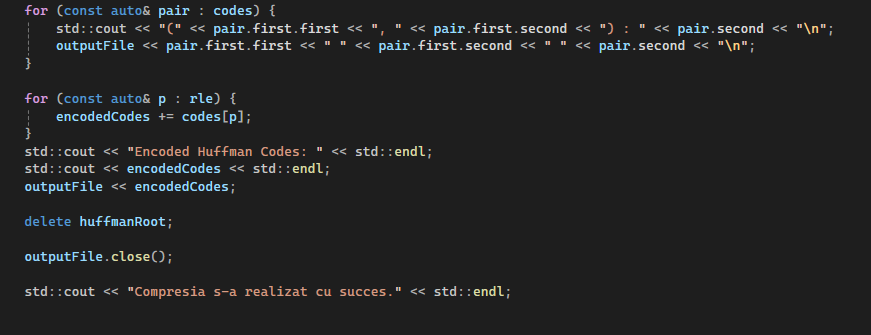 for (const auto& pair : codes) {
    std::cout << "(" << pair.first.first << ", " << pair.first.second << ") : " << pair.second << "\n";
    outputFile << pair.first.first << " " << pair.first.second << " " << pair.second << "\n";
}

for (const auto& p : rle) {
    encodedCodes += codes[p];
}
std::cout << "Encoded Huffman Codes: " << std::endl;
std::cout << encodedCodes << std::endl;
outputFile << encodedCodes;

delete huffmanRoot;

outputFile.close();

std::cout << "Compresia s-a realizat cu succes." << std::endl;